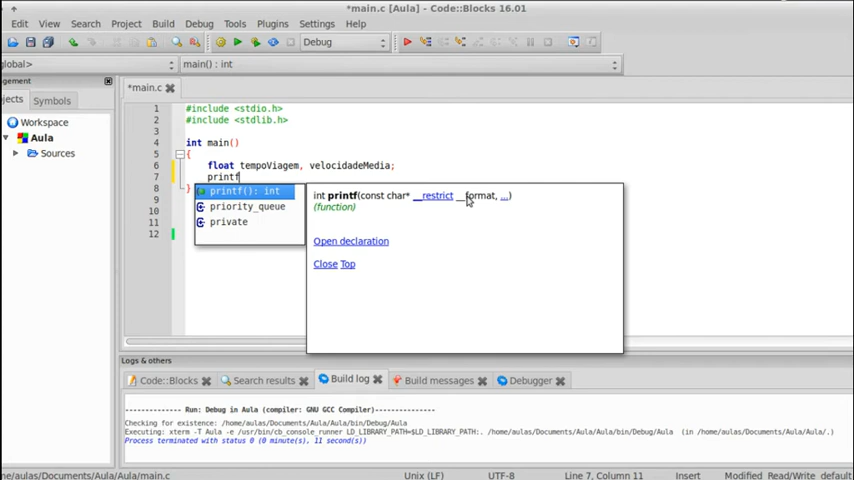 *main.c [Aula] - Code::Blocks 16.01
Edit View Search Project Build Debug Tools Plugins Settings Help
Debug
global>
main() : int
nagement
ojects Symbols
Workspace
Aula
Sources
*main.c
1 #include <stdio.h>
2 #include <stdlib.h>
3
4 int main()
5 {
6 float tempoViagem, velocidadeMedia;
7 printf
8 }
9
10
11
12
printf(): int
priority_queue
private
int printf(const char* __restrict __format, ...)
(function)
Open declaration
Close Top
Logs & others
Code::Blocks Search results Build log Build messages Debugger
-------------- Run: Debug in Aula (compiler: GNU GCC Compiler)---------------
Checking for existence: /home/aulas/Documents/Aula/Aula/bin/Debug/Aula
Executing: xterm -T Aula -e /usr/bin/cb_console_runner LD_LIBRARY_PATH=$LD_LIBRARY_PATH:. /home/aulas/Documents/Aula/Aula/bin/Debug/Aula (in /home/aulas/Documents/Aula/Aula/.)
Process terminated with status 0 (0 minute(s), 11 second(s))
/home/aulas/Documents/Aula/Aula/main.c Unix (LF) UTF-8 Line 7, Column 11 Insert Modified Read/Write default